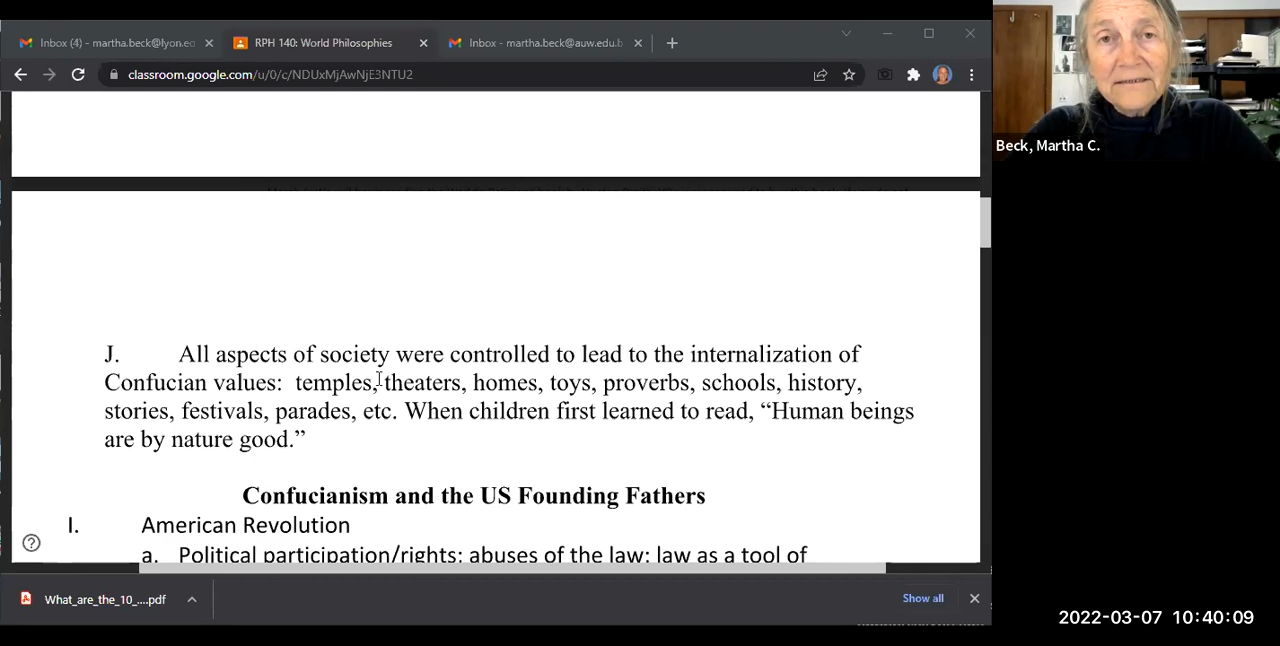 Inbox (4) - martha.beck@lyon.eo
RPH 140: World Philosophies
Inbox - martha.beck@auw.edu.b
classroom.google.com/u/0/c/NDUxMjAwNjE3NTU2
Beck, Martha C.
J. All aspects of society were controlled to lead to the internalization of
Confucian values: temples, theaters, homes, toys, proverbs, schools, history,
stories, festivals, parades, etc. When children first learned to read, “Human beings
are by nature good.”
Confucianism and the US Founding Fathers
I. American Revolution
a. Political participation/rights; abuses of the law; law as a tool of
What_are_the_10_....pdf
Show all
2022-03-07 10:40:09